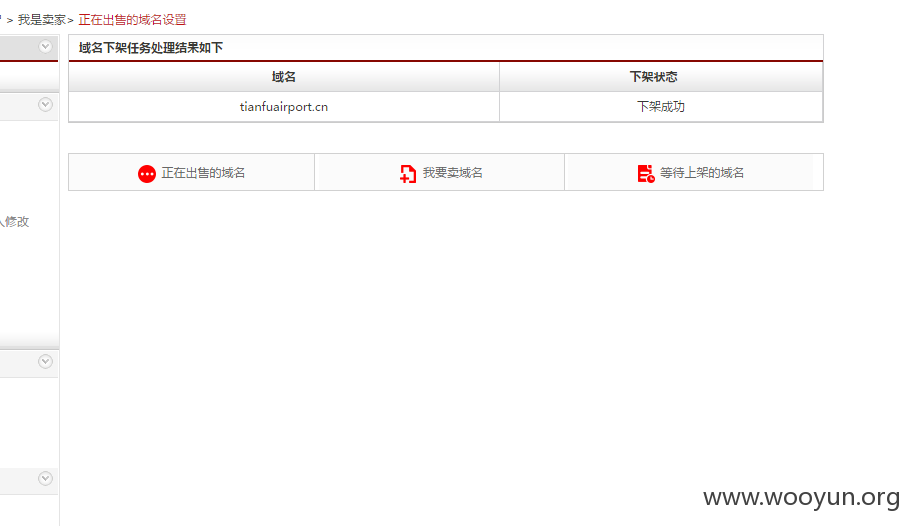 > 我是卖家> 正在出售的域名设置
域名下架任务处理结果如下
域名 下架状态
tianfuairport.cn 下架成功
正在出售的域名 我要卖域名 等待上架的域名
修改
www.wooyun.org